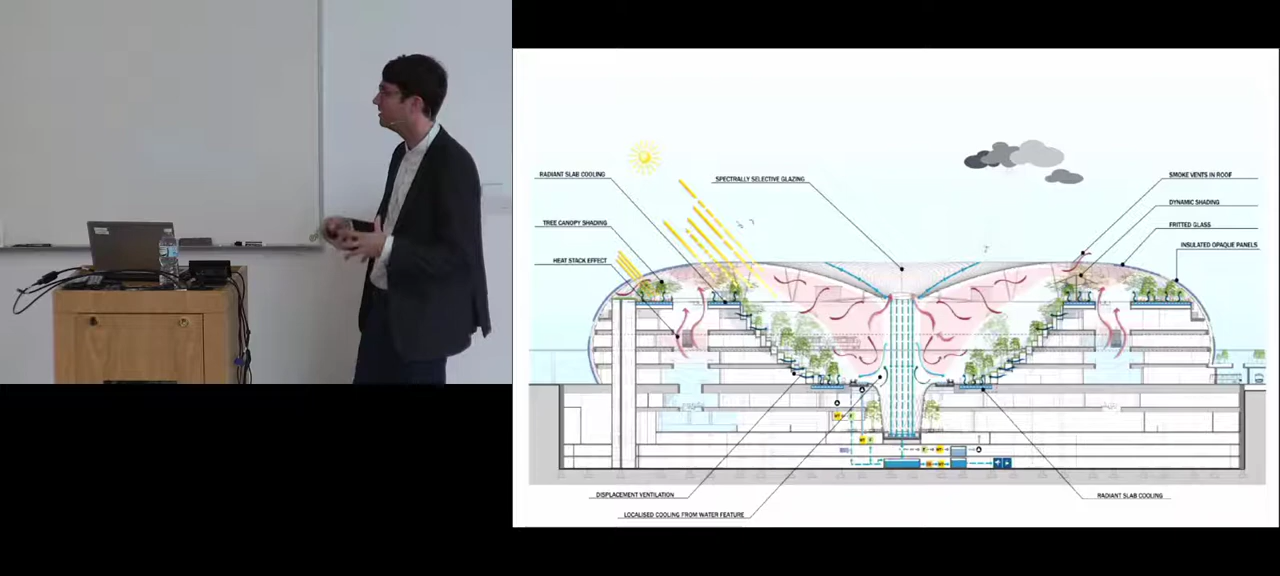 RADIANT SLAB COOLING
SPECTRALLY SELECTIVE GLAZING
SMOKE VENTS IN ROOF
DYNAMIC SHADING
TREE CANOPY SHADING
FRITTED GLASS
INSULATED OPAQUE PANELS
HEAT STACK EFFECT
DISPLACEMENT VENTILATION
RADIANT SLAB COOLING
LOCALISED COOLING FROM WATER FEATURE